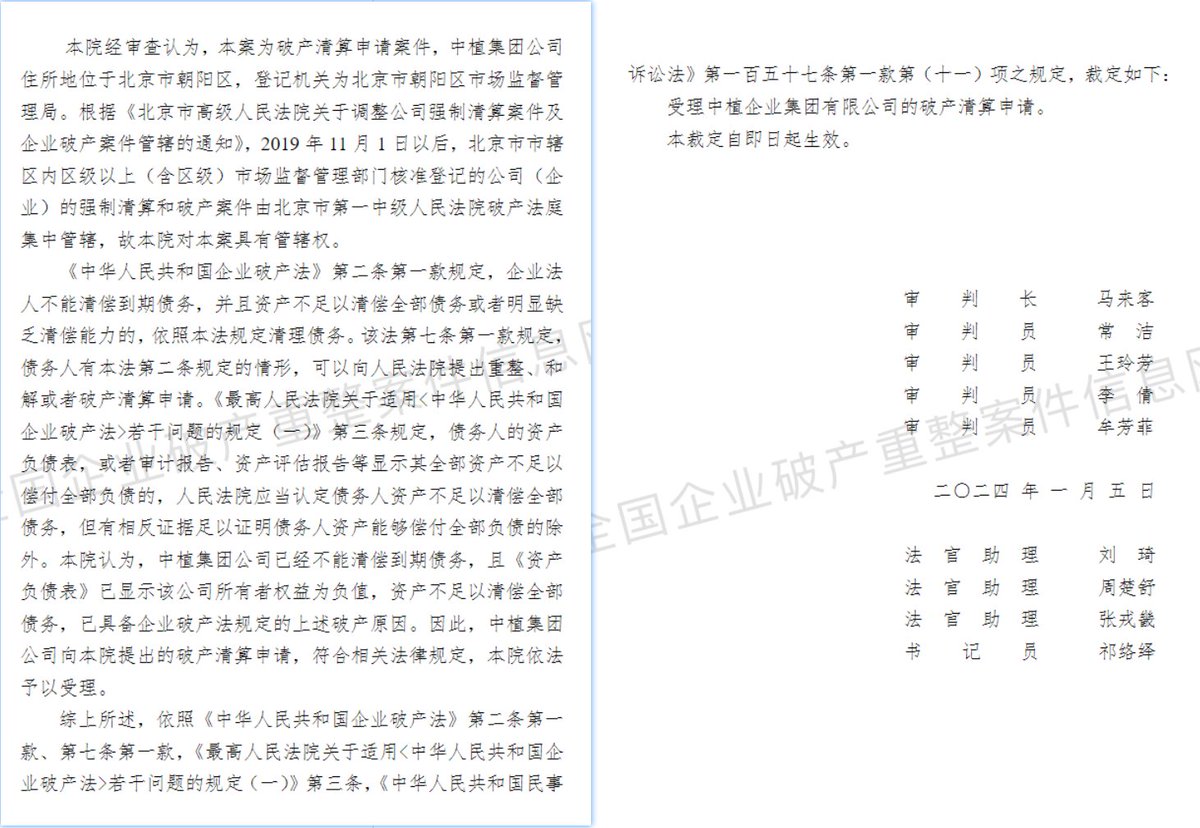 本院经审查认为，本案为破产清算申请案件，中植集团公司
住所地位于北京市朝阳区，登记机关为北京市朝阳区市场监督管
理局。根据《北京市高级人民法院关于调整公司强制清算案件及
企业破产案件管辖的通知》，2019 年 11 月 1 日以后，北京市市辖
区内区级以上（含区级）市场监督管理部门核准登记的公司（企
业）的强制清算和破产案件由北京市第一中级人民法院破产法庭
集中管辖，故本院对本案具有管辖权。
《中华人民共和国企业破产法》第二条第一款规定，企业法
人不能清偿到期债务，并且资产不足以清偿全部债务或者明显缺
乏清偿能力的，依照本法规定清理债务。该法第七条第一款规定，
债务人有本法第二条规定的情形，可以向人民法院提出重整、和
解或者破产清算申请。《最高人民法院关于适用<中华人民共和国
企业破产法>若干问题的规定（一）》第三条规定，债务人的资产
负债表，或者审计报告、资产评估报告等显示其全部资产不足以
偿付全部负债的，人民法院应当认定债务人资产不足以清偿全部
债务，但有相反证据足以证明债务人资产能够偿付全部负债的除
外。本院认为，中植集团公司已经不能清偿到期债务，且《资产
负债表》已显示该公司所有者权益为负值，资产不足以清偿全部
债务，已具备企业破产法规定的上述破产原因。因此，中植集团
公司向本院提出的破产清算申请，符合相关法律规定，本院依法
予以受理。
综上所述，依照《中华人民共和国企业破产法》第二条第一
款、第七条第一款，《最高人民法院关于适用<中华人民共和国企
业破产法>若干问题的规定（一）》第三条，《中华人民共和国民事
全国企业破产重整案件信息网
诉讼法》第一百五十七条第一款第（十一）项之规定，裁定如下：
受理中植企业集团有限公司的破产清算申请。
本裁定自即日起生效。
审 判 长 马来客
审 判 员 常 洁
审 判 员 王玲芳
审 判 员 李 倩
审 判 员 牟芳菲
二〇二四 年 一 月 五 日
法 官 助 理 刘 琦
法 官 助 理 周楚舒
法 官 助 理 张戎畿
书 记 员 祁络绎
全国企业破产重整案件信息网